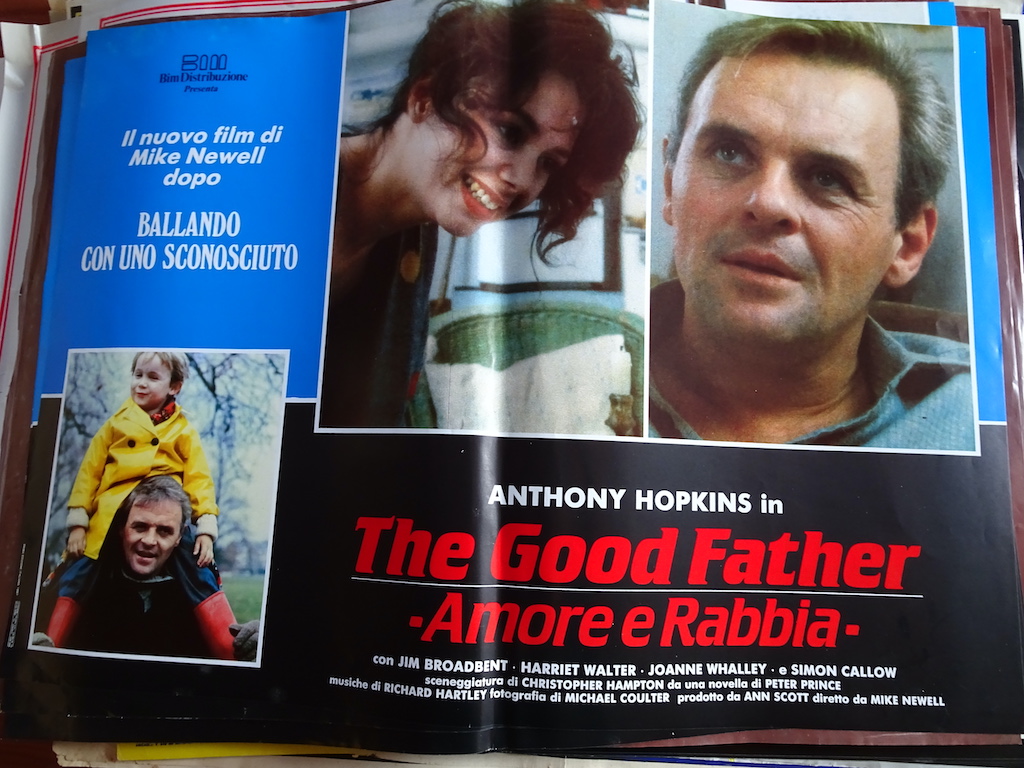 BIM
Bim Distribuzione
Presenta
Il nuovo film di
Mike Newell
dopo
BALLANDO
CON UNO SCONOSCIUTO
ANTHONY HOPKINS in
The Good Father
-Amore e Rabbia-
con JIM BROADBENT · HARRIET WALTER · JOANNE WHALLEY · e SIMON CALLOW
sceneggiatura di CHRISTOPHER HAMPTON da una novella di PETER PRINCE
musiche di RICHARD HARTLEY fotografia di MICHAEL COULTER prodotto da ANN SCOTT diretto da MIKE NEWELL